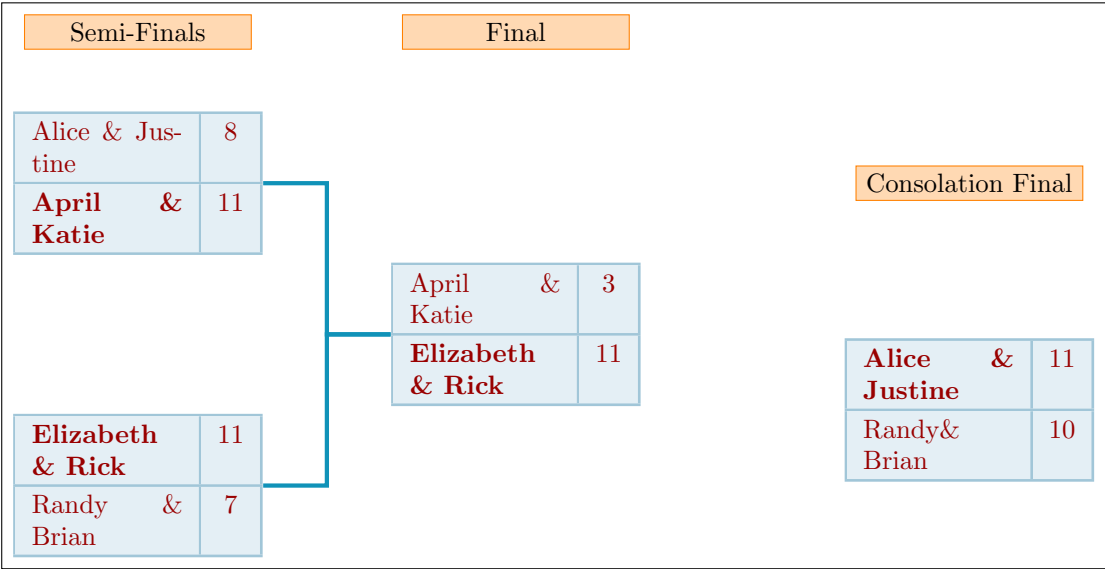 Semi-Finals
Final
Alice & Jus-
tine
8
April &
Katie
11
Consolation Final
April &
Katie
3
Elizabeth
& Rick
11
Alice &
Justine
11
Randy&
Brian
10
Elizabeth
& Rick
11
Randy &
Brian
7